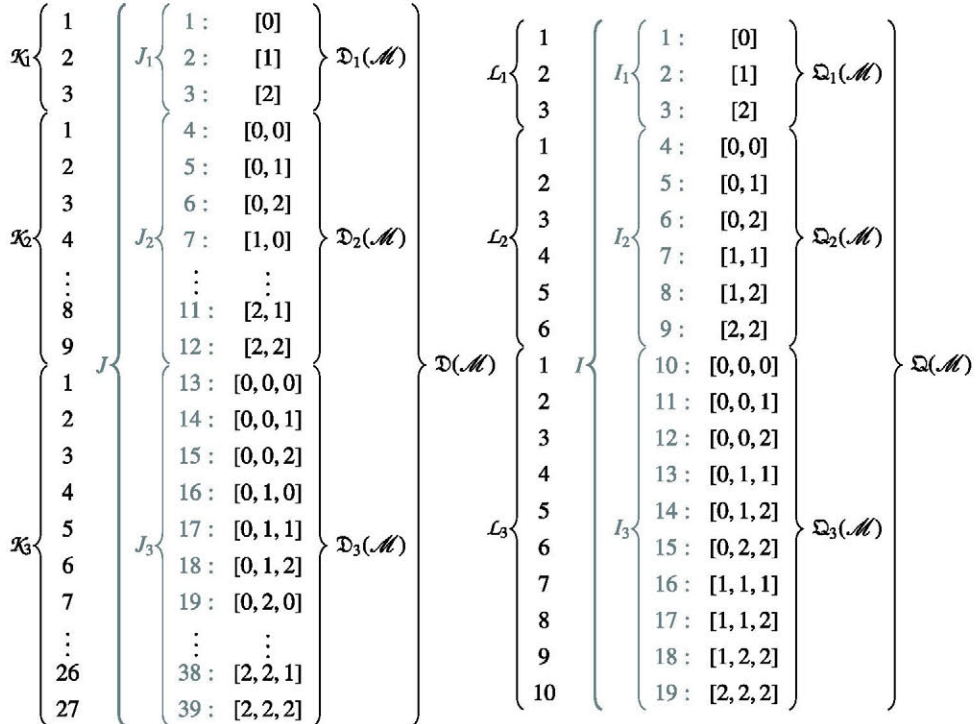 1 1 : [0]
𝒦₁ 2 J₁ 2 : [1] 𝔇₁(ℳ)
3 3 : [2]
1 4 : [0, 0]
2 5 : [0, 1]
3 6 : [0, 2]
𝒦₂ 4 J₂ 7 : [1, 0] 𝔇₂(ℳ)
⋮ ⋮ ⋮
8 11 : [2, 1]
9 12 : [2, 2]
J 𝔇(ℳ)
1 13 : [0, 0, 0]
2 14 : [0, 0, 1]
3 15 : [0, 0, 2]
4 16 : [0, 1, 0]
5 17 : [0, 1, 1]
𝒦₃ J₃ 𝔇₃(ℳ)
6 18 : [0, 1, 2]
7 19 : [0, 2, 0]
⋮ ⋮ ⋮
26 38 : [2, 2, 1]
27 39 : [2, 2, 2]
1 1 : [0]
ℒ₁ 2 I₁ 2 : [1] 𝔔₁(ℳ)
3 3 : [2]
1 4 : [0, 0]
2 5 : [0, 1]
3 6 : [0, 2]
ℒ₂ I₂ 𝔔₂(ℳ)
4 7 : [1, 1]
5 8 : [1, 2]
6 9 : [2, 2]
1 I 10 : [0, 0, 0] 𝔔(ℳ)
2 11 : [0, 0, 1]
3 12 : [0, 0, 2]
4 13 : [0, 1, 1]
5 14 : [0, 1, 2]
ℒ₃ I₃ 𝔔₃(ℳ)
6 15 : [0, 2, 2]
7 16 : [1, 1, 1]
8 17 : [1, 1, 2]
9 18 : [1, 2, 2]
10 19 : [2, 2, 2]